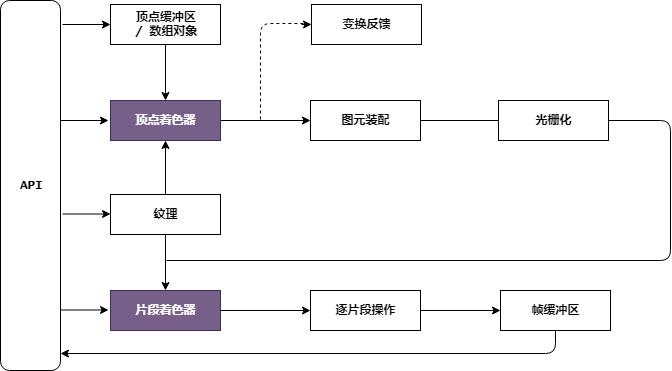 顶点缓冲区
/ 数组对象
变换反馈
顶点着色器
图元装配
光栅化
API
纹理
片段着色器
逐片段操作
帧缓冲区